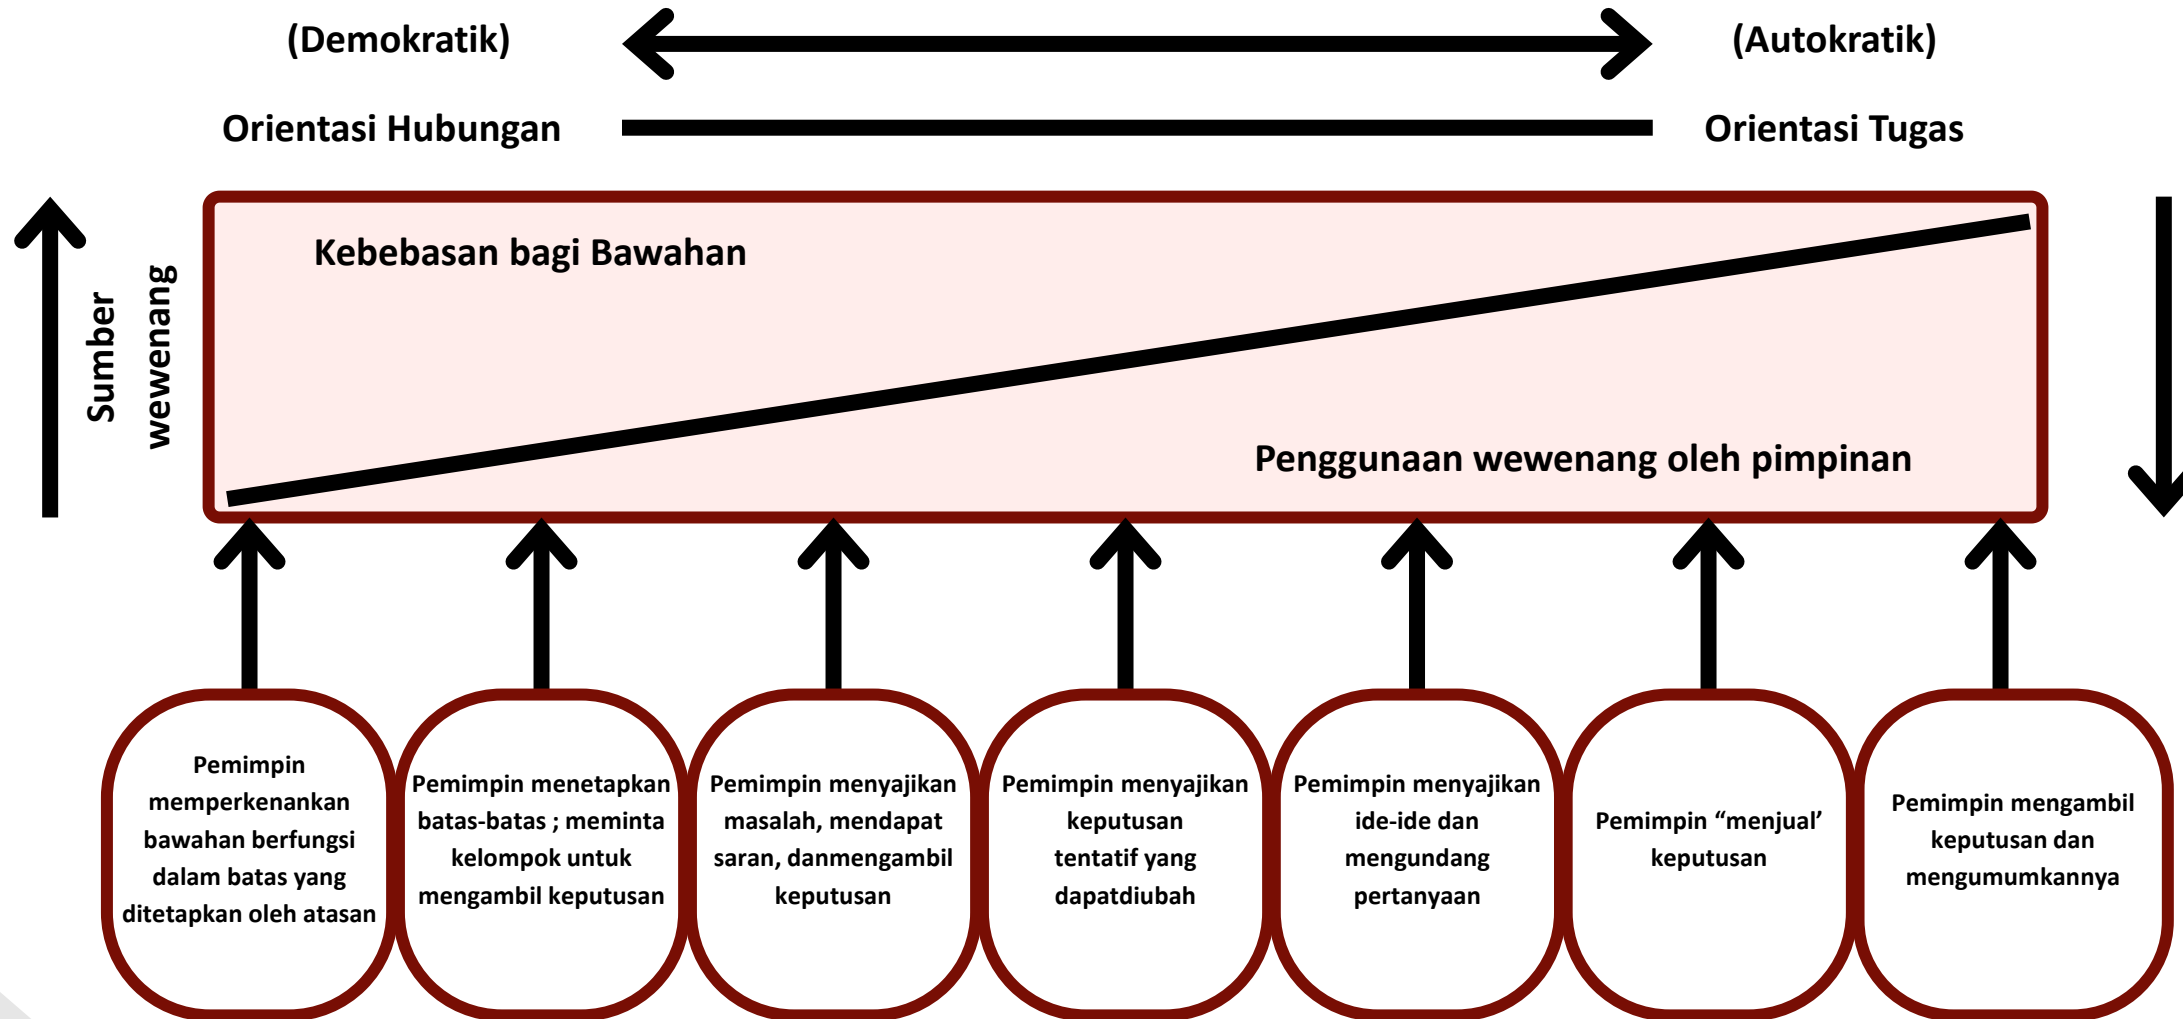 (Demokratik)
(Autokratik)
Orientasi Hubungan
Orientasi Tugas
Sumber
wewenang
Kebebasan bagi Bawahan
Penggunaan wewenang oleh pimpinan
Pemimpin
memperkenankan
bawahan berfungsi
dalam batas yang
ditetapkan oleh atasan
Pemimpin menetapkan
batas-batas ; meminta
kelompok untuk
mengambil keputusan
Pemimpin menyajikan
masalah, mendapat
saran, danmengambil
keputusan
Pemimpin menyajikan
keputusan
tentatif yang
dapatdiubah
Pemimpin menyajikan
ide-ide dan
mengundang
pertanyaan
Pemimpin “menjual’
keputusan
Pemimpin mengambil
keputusan dan
mengumumkannya